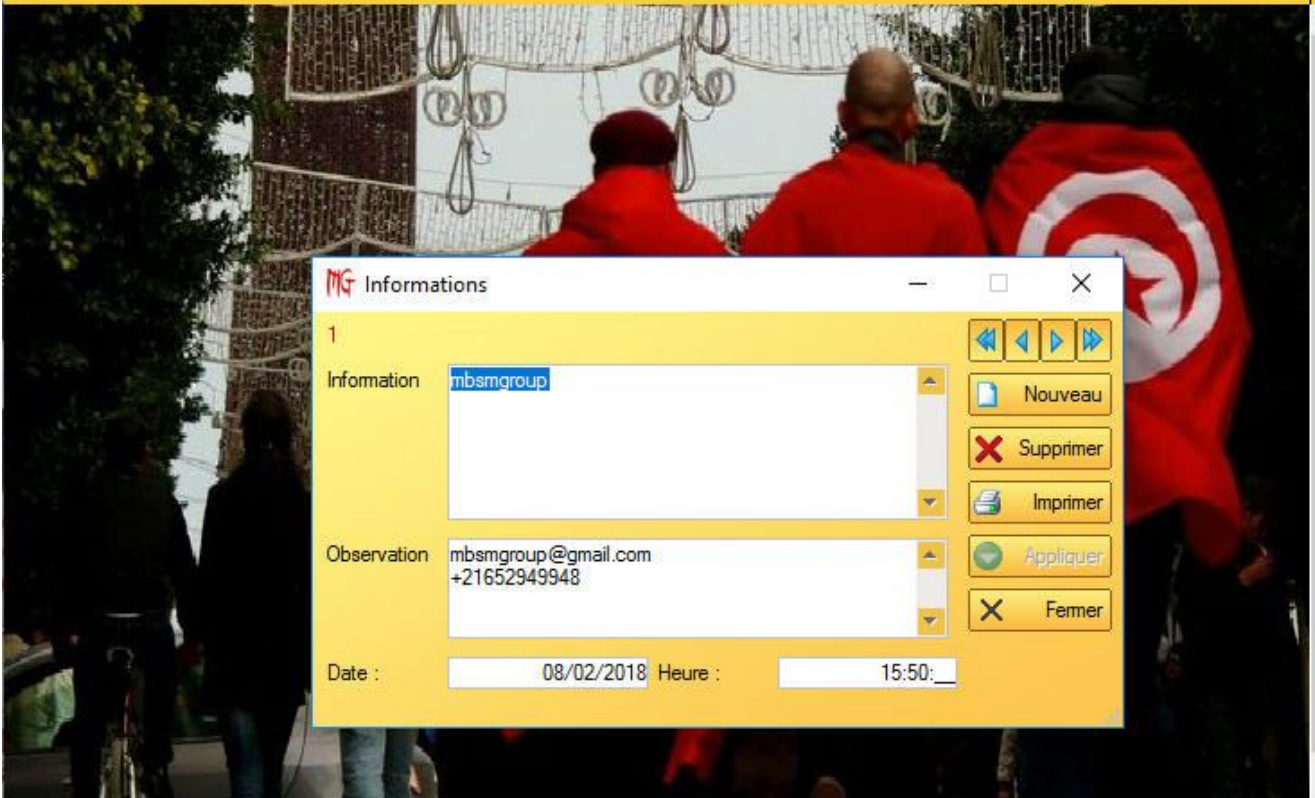 MG Informations
1
Information
mbsmgroup
Nouveau
Supprimer
Imprimer
Observation
mbsmgroup@gmail.com
+21652949948
Appliquer
Fermer
Date :
08/02/2018
Heure :
15:50:__